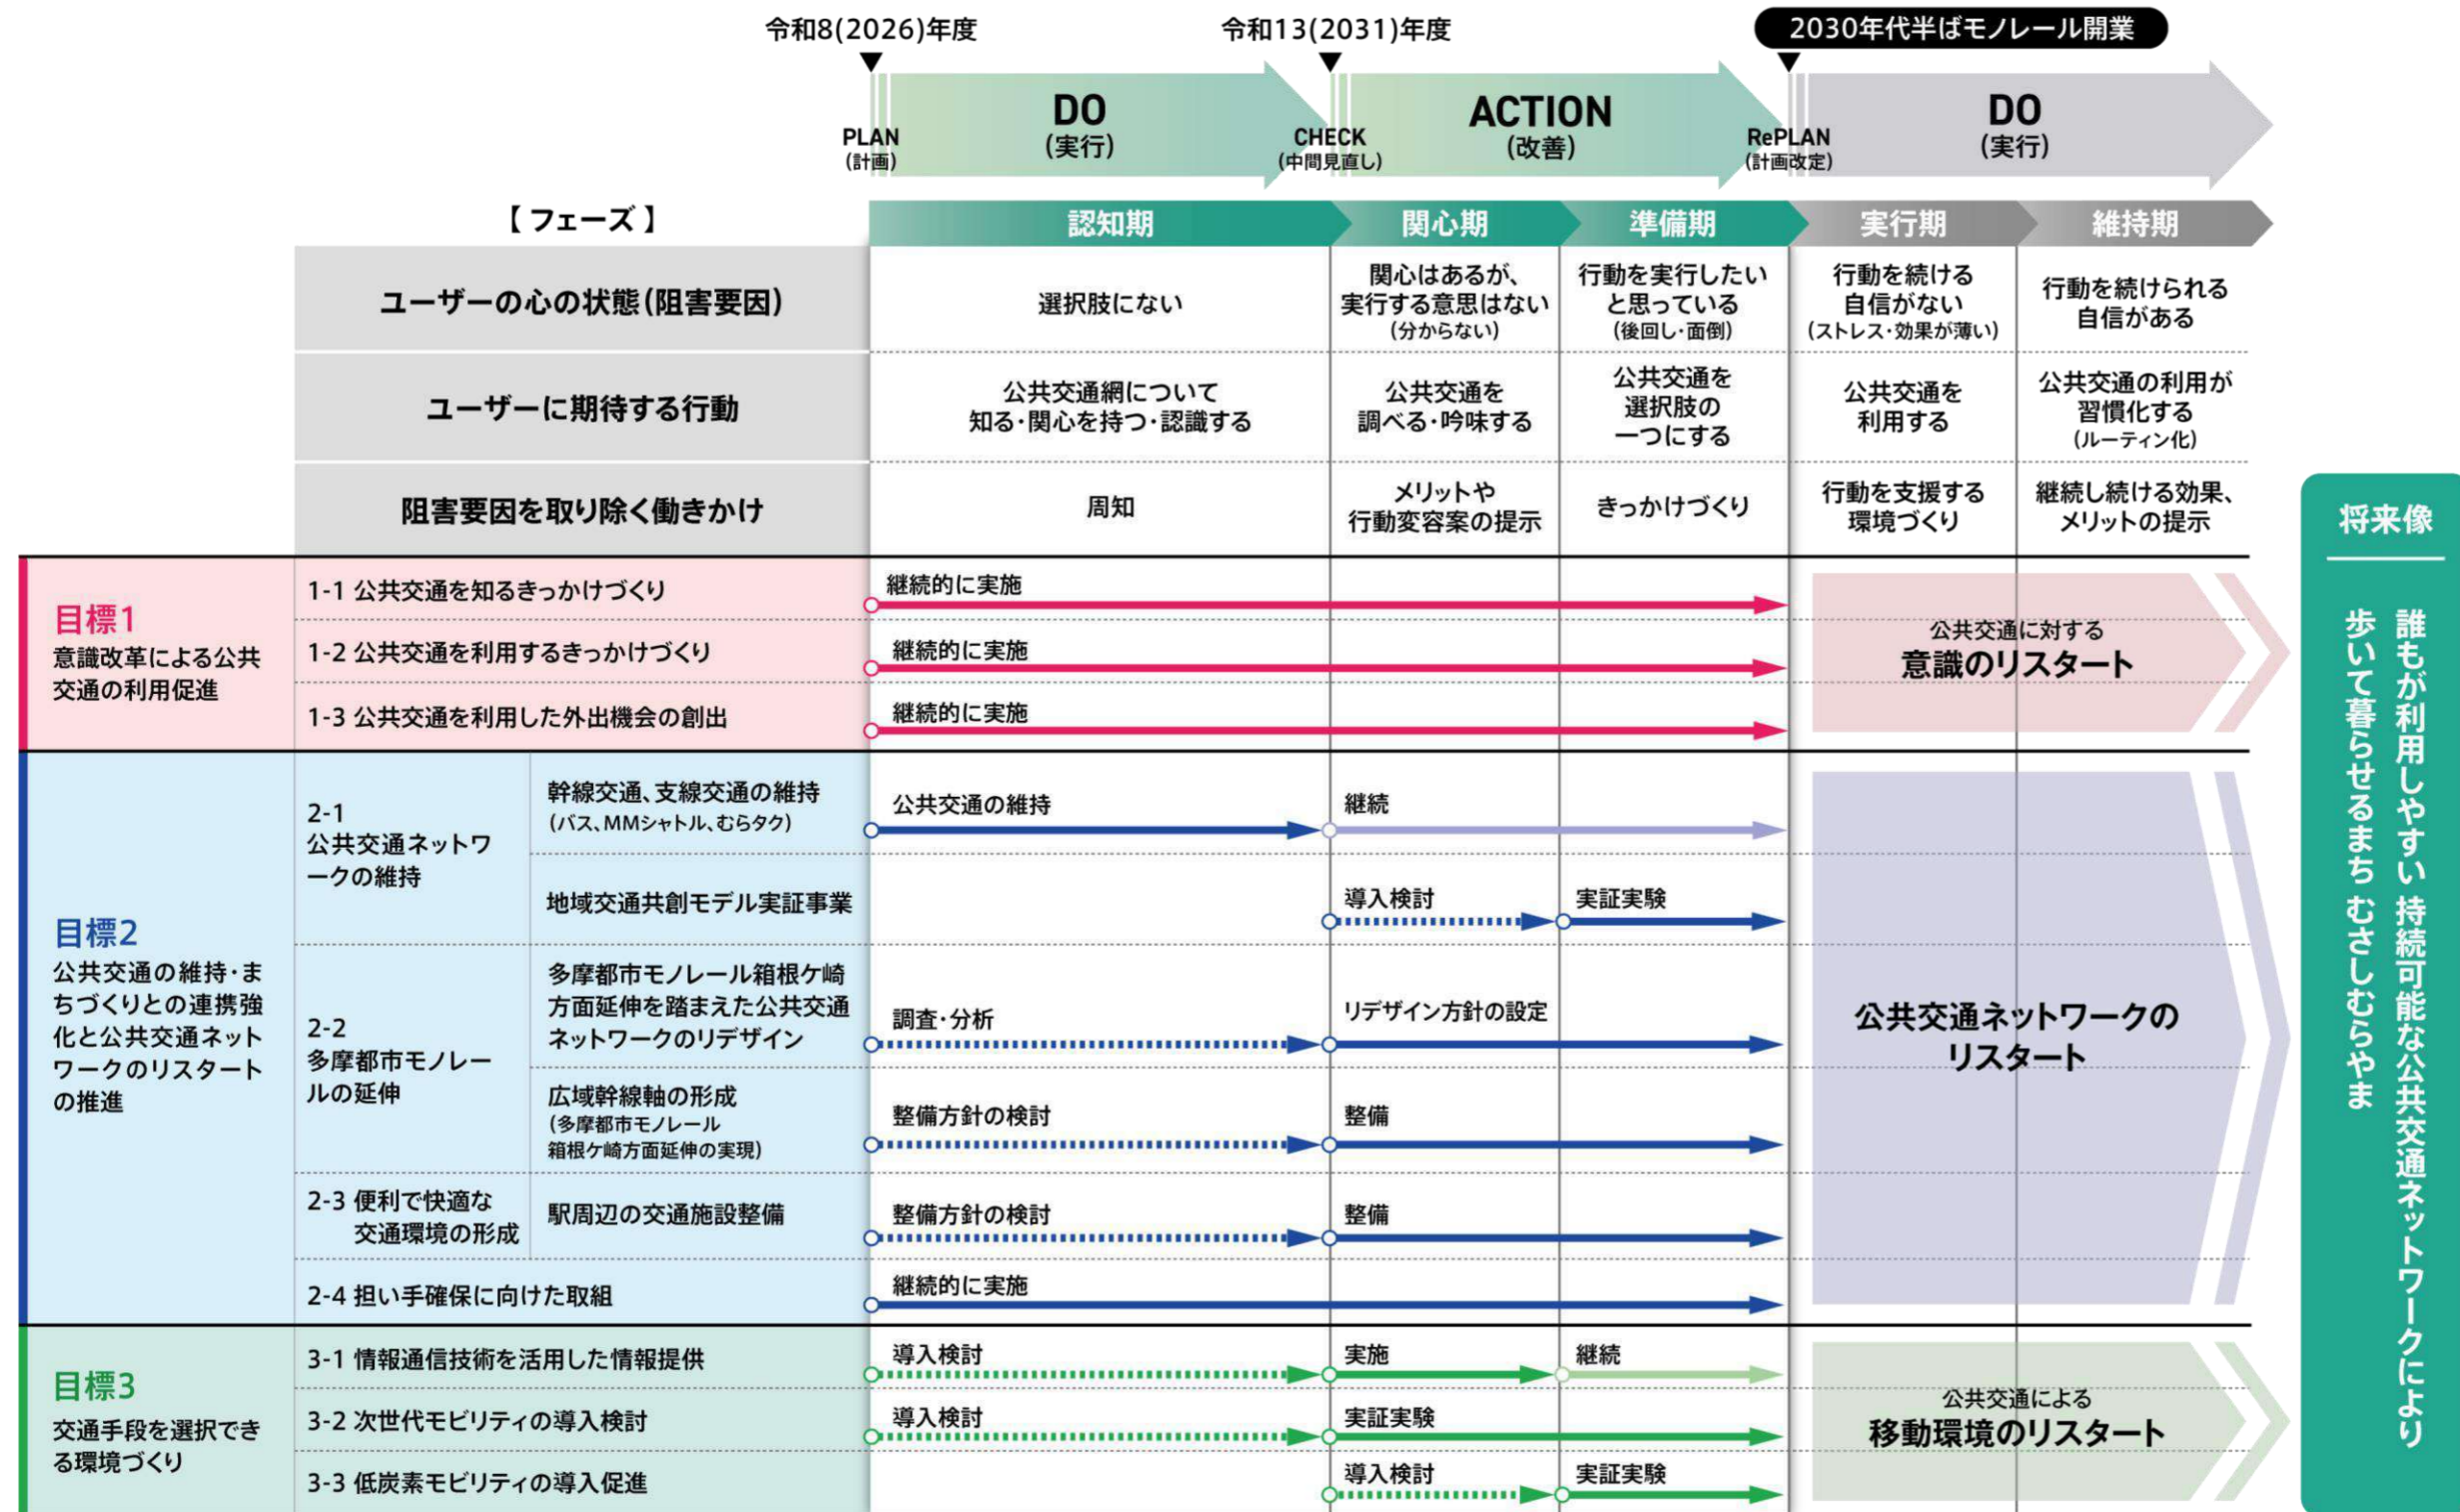 令和8(2026)年度
令和13(2031)年度
2030年代半ばモノレール開業
PLAN
(計画)
DO
(実行)
CHECK
(中間見直し)
ACTION
(改善)
RePLAN
(計画改定)
DO
(実行)
【フェーズ】
認知期
関心期
準備期
実行期
維持期
ユーザーの心の状態(阻害要因)
選択肢にない
関心はあるが、
実行する意思はない
(分からない)
行動を実行したい
と思っている
(後回し・面倒)
行動を続ける
自信がない
(ストレス・効果が薄い)
行動を続けられる
自信がある
ユーザーに期待する行動
公共交通網について
知る・関心を持つ・認識する
公共交通を
調べる・吟味する
公共交通を
選択肢の
一つにする
公共交通を
利用する
公共交通の利用が
習慣化する
(ルーティン化)
阻害要因を取り除く働きかけ
周知
メリットや
行動変容案の提示
きっかけづくり
行動を支援する
環境づくり
継続し続ける効果、
メリットの提示
目標1
意識改革による公共
交通の利用促進
1-1 公共交通を知るきっかけづくり
継続的に実施
1-2 公共交通を利用するきっかけづくり
継続的に実施
1-3 公共交通を利用した外出機会の創出
継続的に実施
公共交通に対する
意識のリスタート
目標2
公共交通の維持・ま
ちづくりとの連携強
化と公共交通ネット
ワークのリスタート
の推進
2-1
公共交通ネットワ
ークの維持
幹線交通、支線交通の維持
(バス、MMシャトル、むらタク)
公共交通の維持
継続
地域交通共創モデル実証事業
導入検討
実証実験
2-2
多摩都市モノレー
ルの延伸
多摩都市モノレール箱根ケ崎
方面延伸を踏まえた公共交通
ネットワークのリデザイン
調査・分析
リデザイン方針の設定
広域幹線軸の形成
(多摩都市モノレール
箱根ケ崎方面延伸の実現)
整備方針の検討
整備
2-3 便利で快適な
交通環境の形成
駅周辺の交通施設整備
整備方針の検討
整備
2-4 担い手確保に向けた取組
継続的に実施
公共交通ネットワークの
リスタート
目標3
交通手段を選択でき
る環境づくり
3-1 情報通信技術を活用した情報提供
導入検討
実施
継続
3-2 次世代モビリティの導入検討
導入検討
実証実験
3-3 低炭素モビリティの導入促進
導入検討
実証実験
公共交通による
移動環境のリスタート
将来像
誰もが利用しやすい 持続可能な公共交通ネットワークにより
歩いて暮らせるまち むさしむらやま